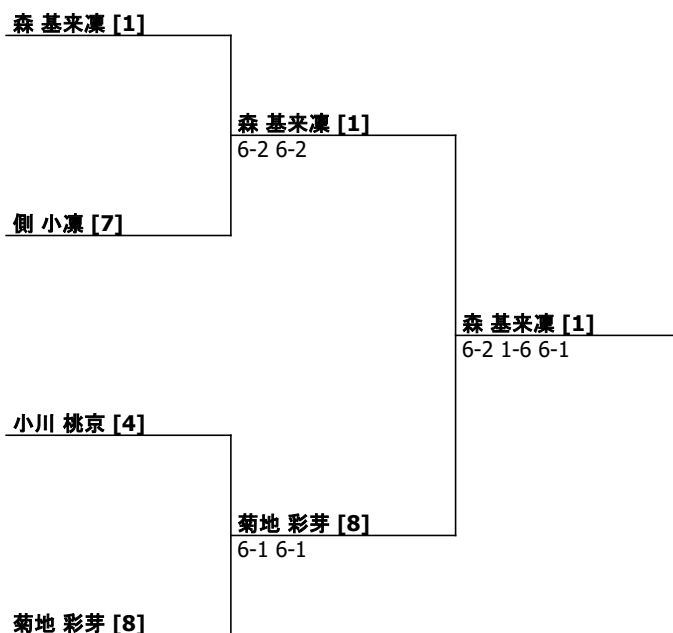 森 基来凜 [1]
森 基来凜 [1]
6-2 6-2
側 小凜 [7]
森 基来凜 [1]
6-2 1-6 6-1
小川 桃京 [4]
菊地 彩芽 [8]
6-1 6-1
菊地 彩芽 [8]